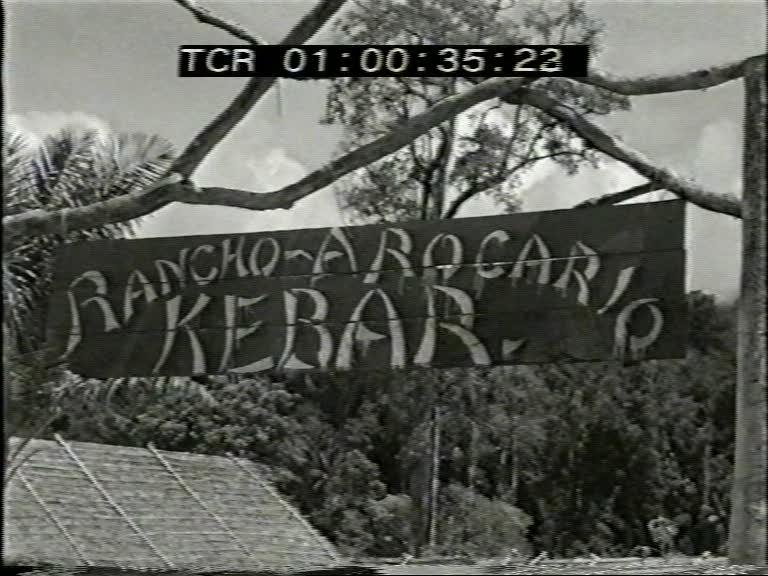 TCR 01:00:35:22
RANCHO-AROCARIO
KEBAR.